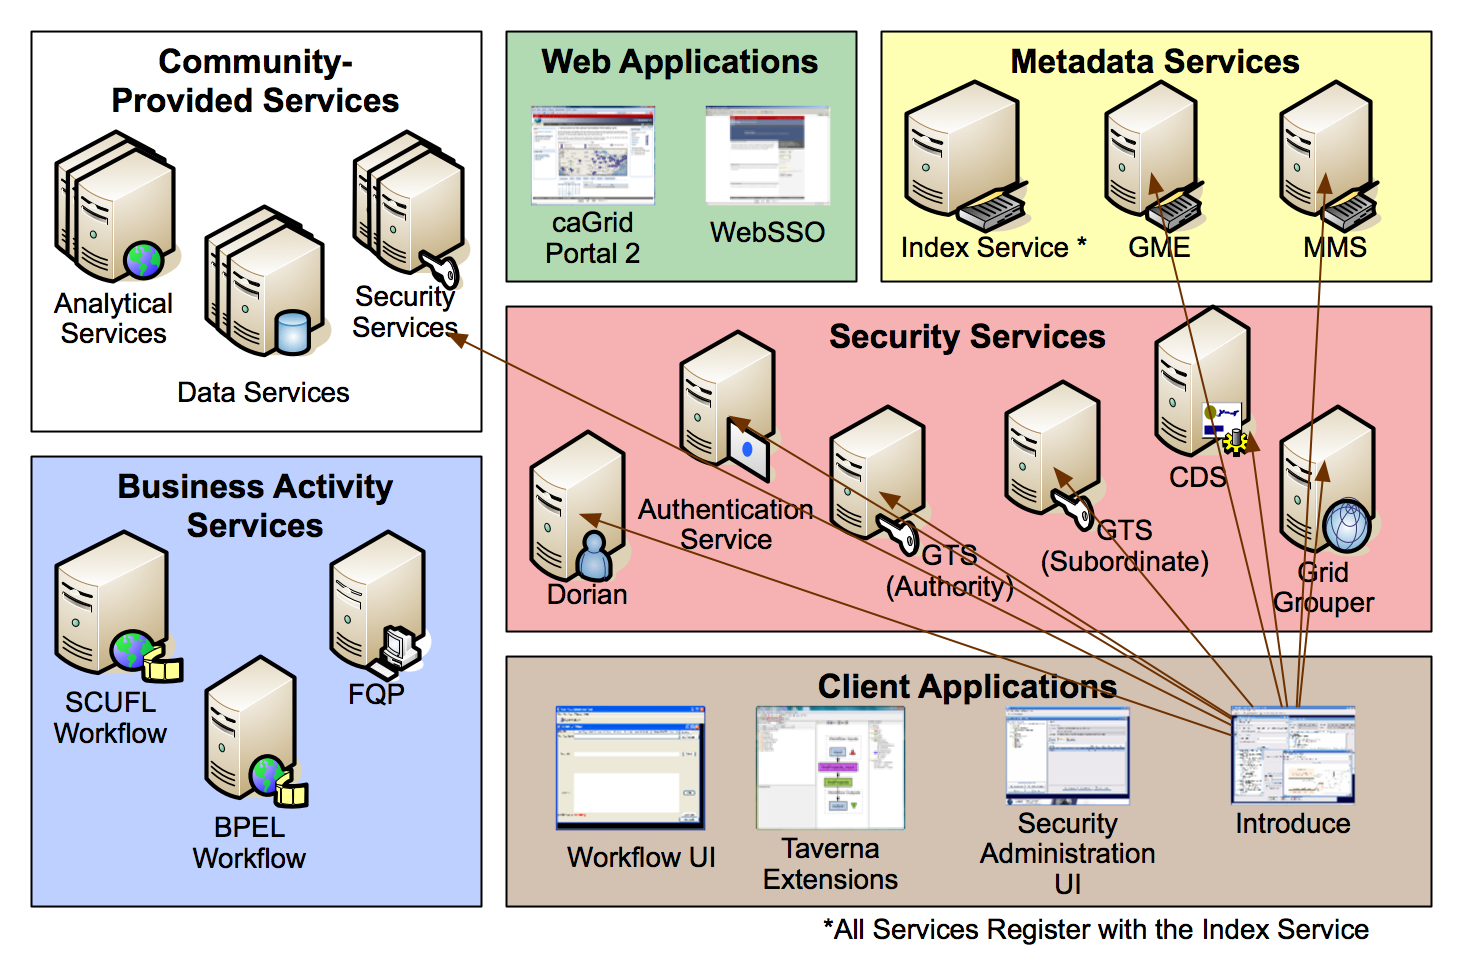 Community-
Provided Services
Analytical
Services
Data Services
Security
Services
Web Applications
caGrid
Portal 2
WebSSO
Metadata Services
Index Service *
GME
MMS
Security Services
Dorian
Authentication
Service
GTS
(Authority)
GTS
(Subordinate)
CDS
Grid
Grouper
Business Activity
Services
SCUFL
Workflow
BPEL
Workflow
FQP
Client Applications
Workflow UI
Taverna
Extensions
Security
Administration
UI
Introduce
*All Services Register with the Index Service